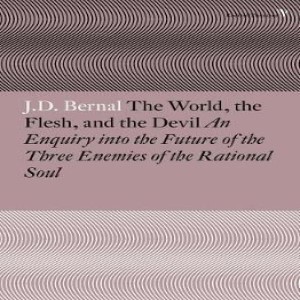 J.D. Bernal The World, the
Flesh, and the Devil An
Enquiry into the Future of the
Three Enemies of the Rational
Soul